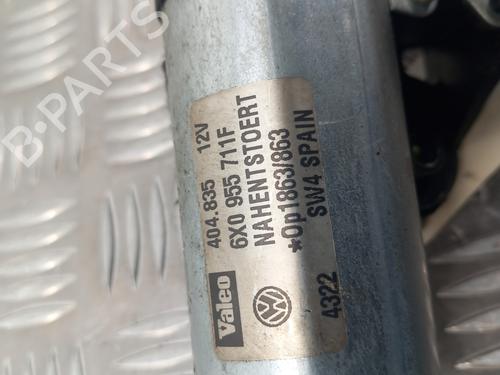 404.835 12V
6X0 955 711F
NAHENTSTOERT
*Op1863/863
SW4 SPAIN
Valeo
4322
B-PARTS